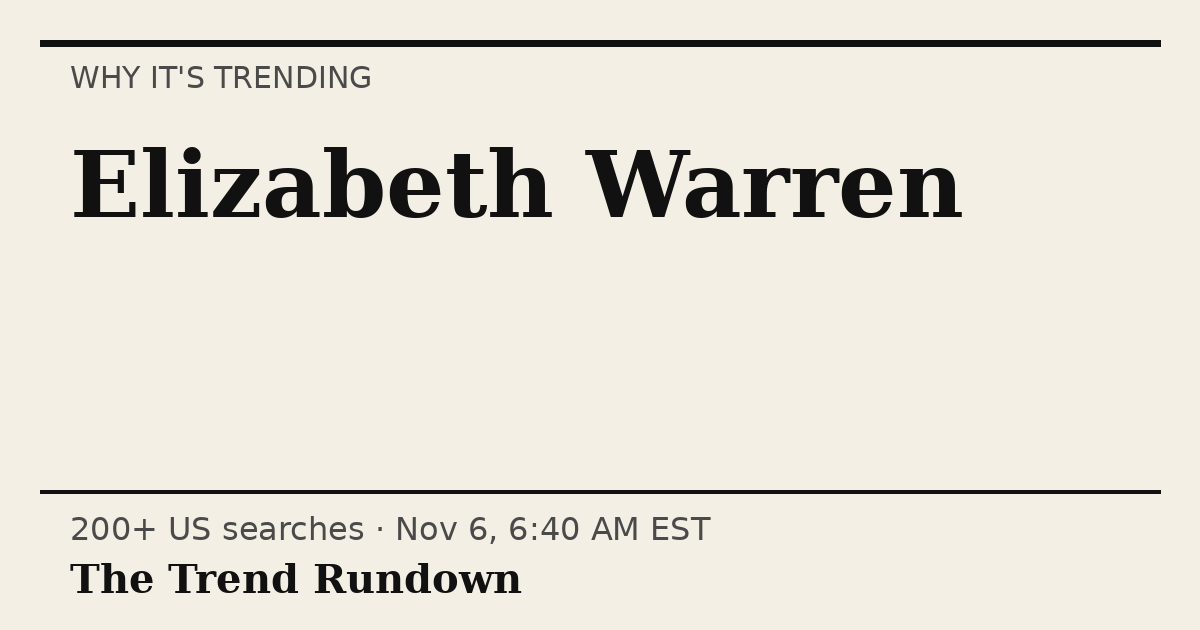 WHY IT'S TRENDING
Elizabeth Warren
200+ US searches · Nov 6, 6:40 AM EST
The Trend Rundown